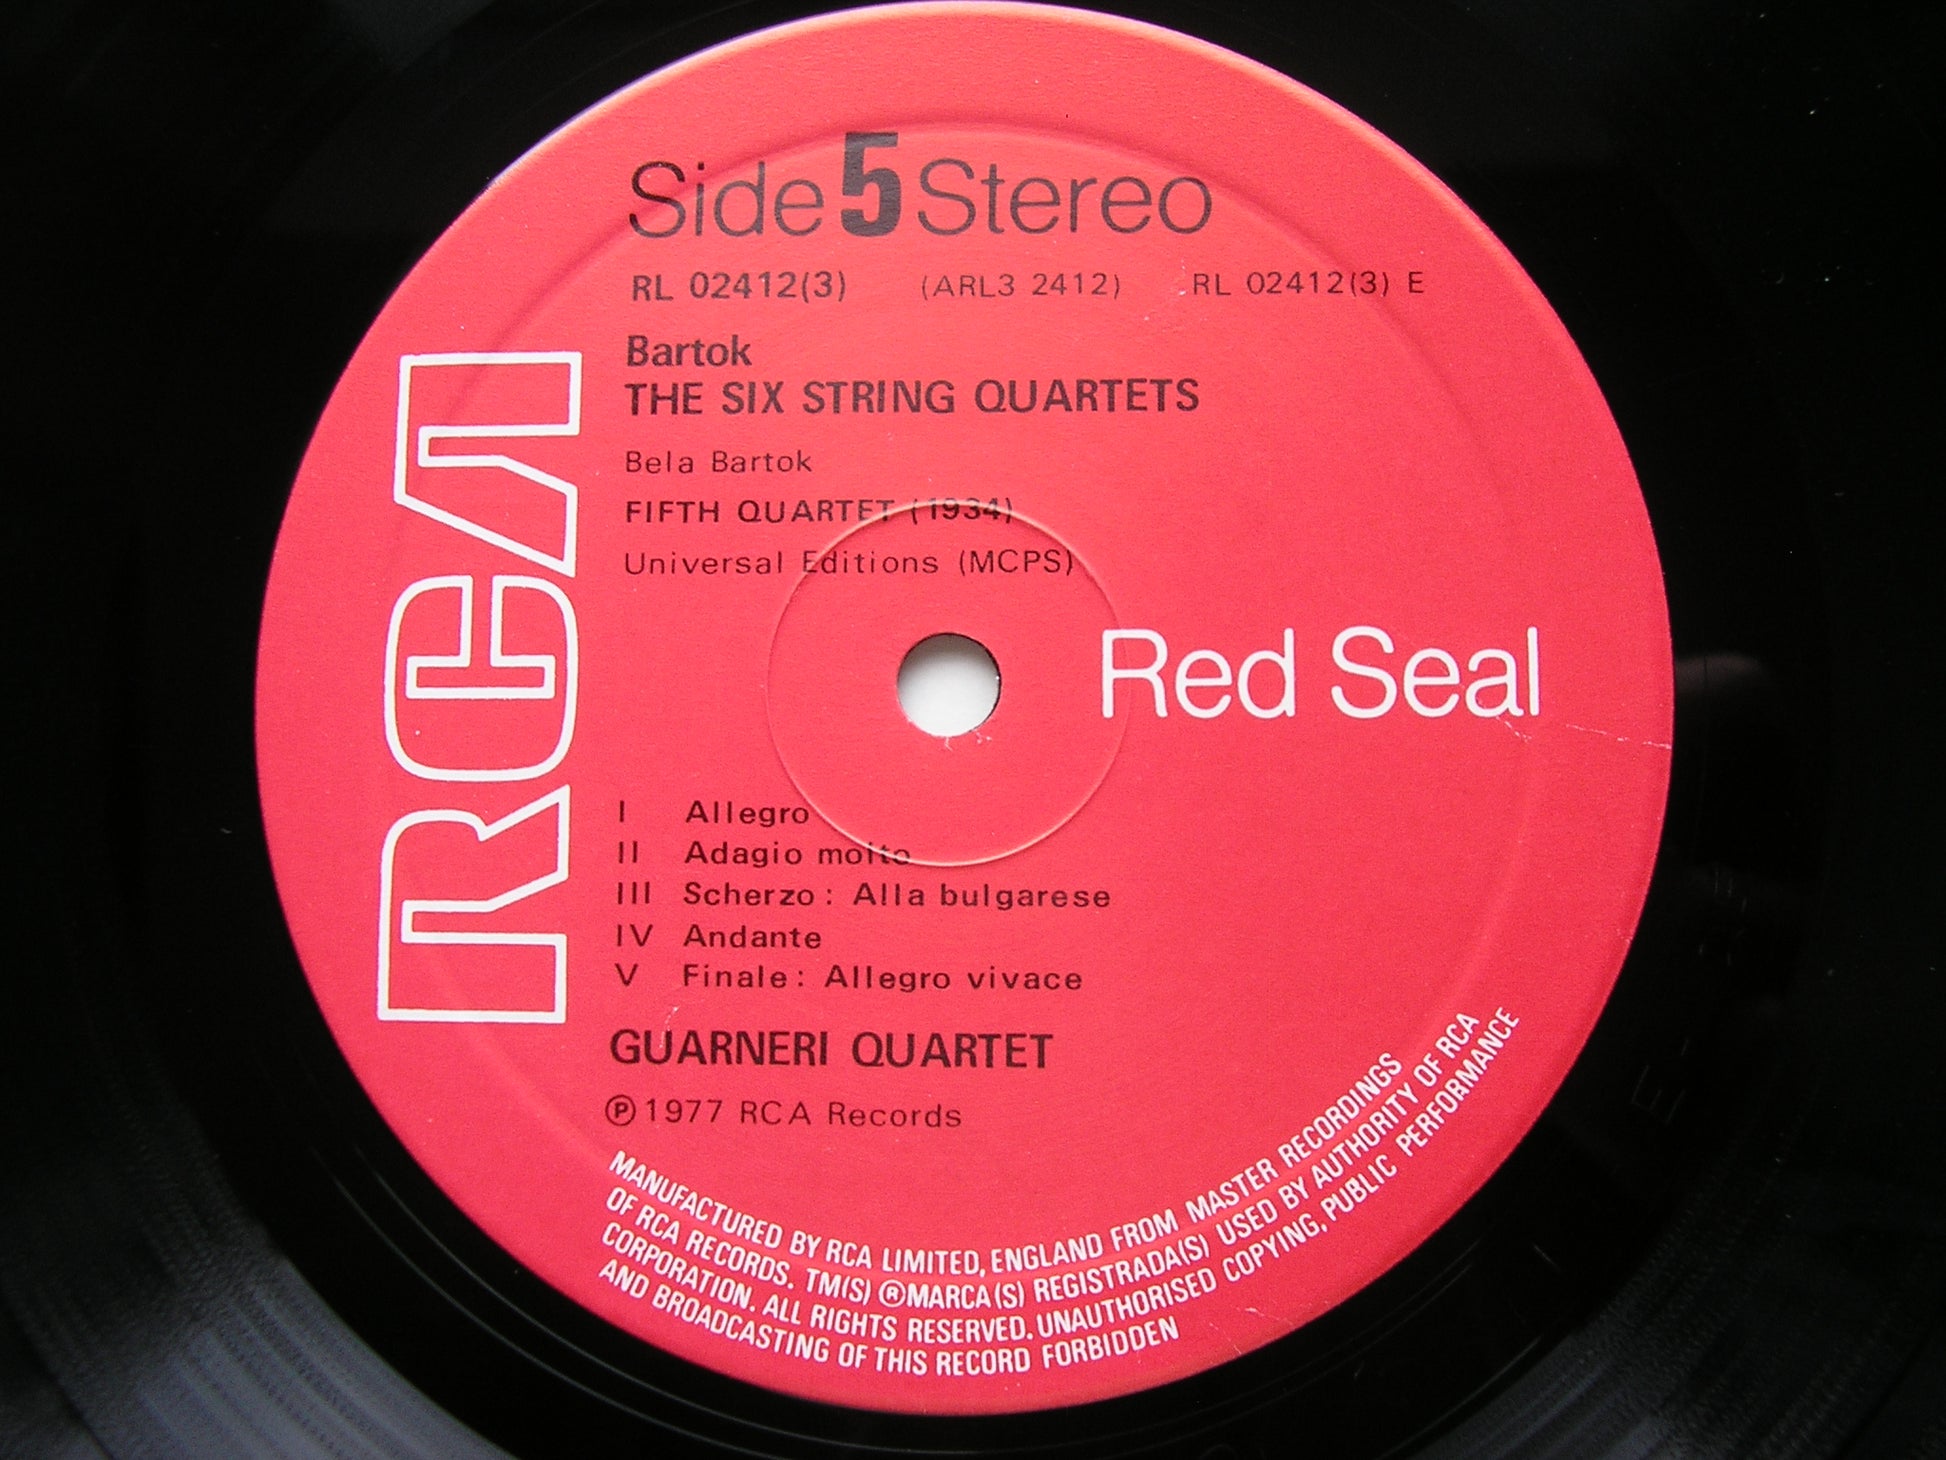 Side 5 Stereo
RL 02412(3) (ARL3 2412) RL 02412(3) E
Bartok
THE SIX STRING QUARTETS
Bela Bartok
FIFTH QUARTET (1934)
Universal Editions (MCPS)
RCA
Red Seal
I Allegro
II Adagio molto
III Scherzo: Alla bulgarese
IV Andante
V Finale: Allegro vivace
GUARNERI QUARTET
Ⓟ 1977 RCA Records
MANUFACTURED BY RCA LIMITED, ENGLAND FROM MASTER RECORDINGS
OF RCA RECORDS. TM(S) ® MARCA(S) REGISTRADA(S) USED BY AUTHORITY OF RCA
CORPORATION. ALL RIGHTS RESERVED. UNAUTHORISED COPYING, PUBLIC PERFORMANCE
AND BROADCASTING OF THIS RECORD FORBIDDEN